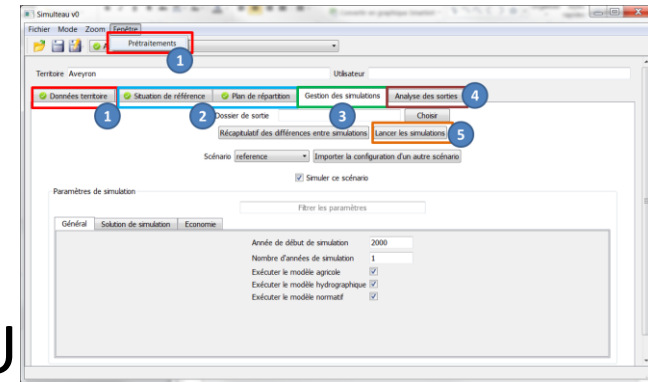 Simulteau v0
Fichier Mode Zoom Fenêtre
Prétraitements
1
Territoire Aveyron Utilisateur
Données territoire Situation de référence Plan de répartition Gestion des simulations Analyse des sorties 4
1 2 Dossier de sortie 3 Choisir
Récaptulatif des différences entre simulations Lancer les simulations 5
Scénario reference Importer la configuration d'un autre scénario
Simuler ce scénario
Paramètres de simulation
Filtrer les paramètres
Général Solution de simulation Economie
Année de début de simulation 2000
Nombre d'années de simulation 1
Exécuter le modèle agricole
Exécuter le modèle hydrographique
Exécuter le modèle normatif
U